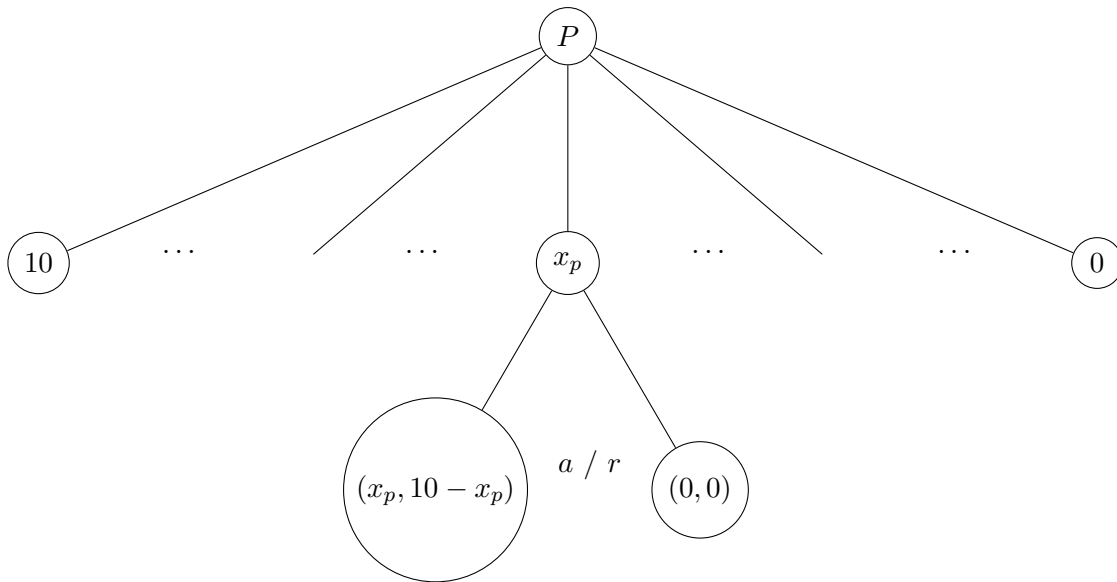 P
10 ... ... x_p ... ... 0
a / r
(x_p, 10 − x_p) (0, 0)